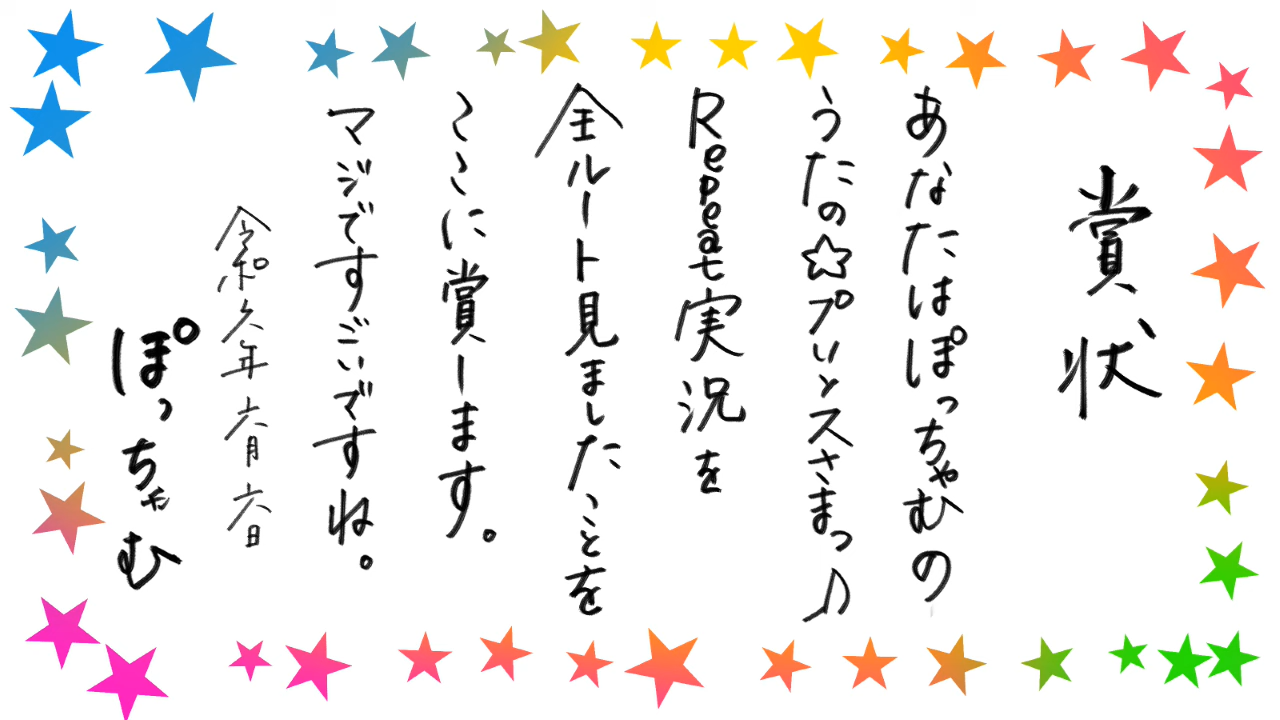 賞状
あなたはぽっちゃむの
うたの☆プリンスさまっ♪
Repeat実況を
全ルート見ましたことを
ここに賞します。
マジですごいですね。
令和久年六月六日
ぽっちゃむ